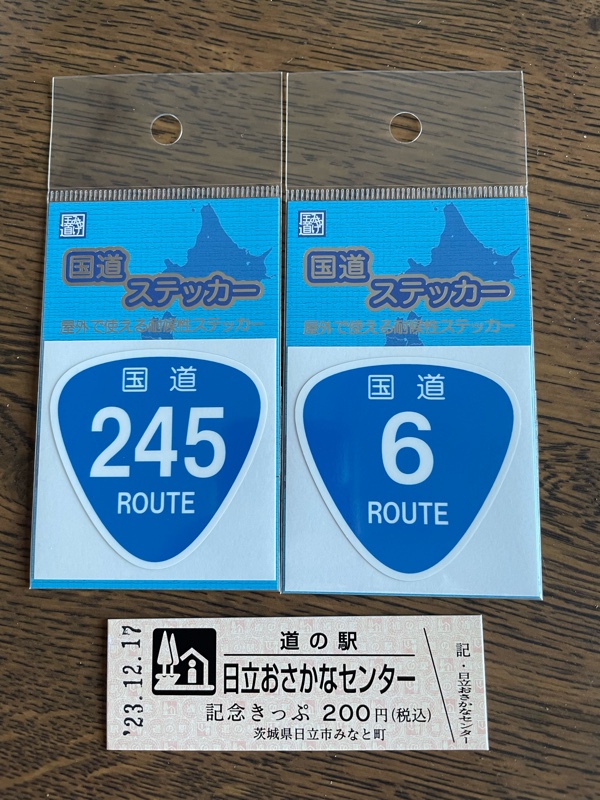 国道
ステッカー
屋外で使える耐候性ステッカー
国道
245
ROUTE
国道
ステッカー
屋外で使える耐候性ステッカー
国道
6
ROUTE
'23.12.17
道の駅
日立おさかなセンター
記念きっぷ 200円(税込)
茨城県日立市みなと町
記・日立おさかなセンター